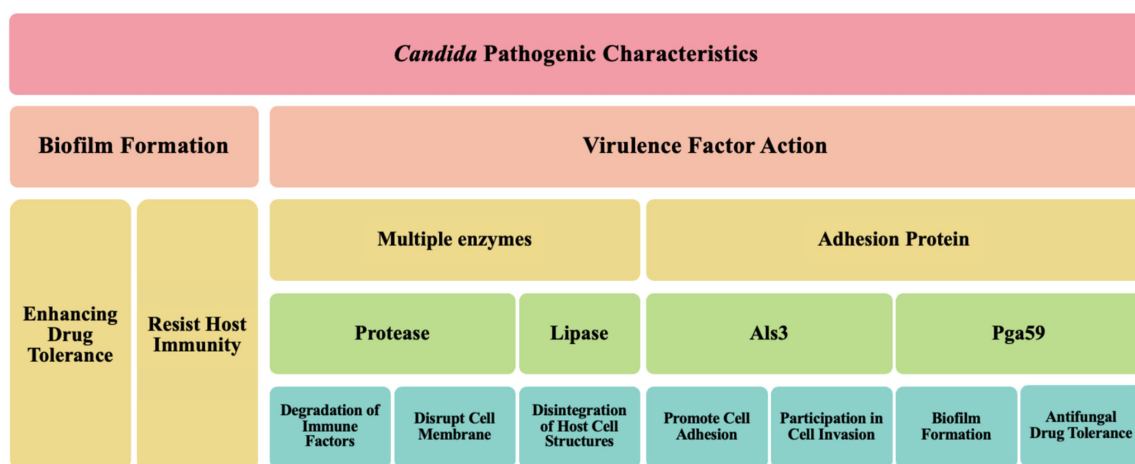 Candida Pathogenic Characteristics
Biofilm Formation
Virulence Factor Action
Enhancing
Drug
Tolerance
Resist Host
Immunity
Multiple enzymes
Adhesion Protein
Protease
Lipase
Als3
Pga59
Degradation of
Immune
Factors
Disrupt Cell
Membrane
Disintegration
of Host Cell
Structures
Promote Cell
Adhesion
Participation in
Cell Invasion
Biofilm
Formation
Antifungal
Drug Tolerance